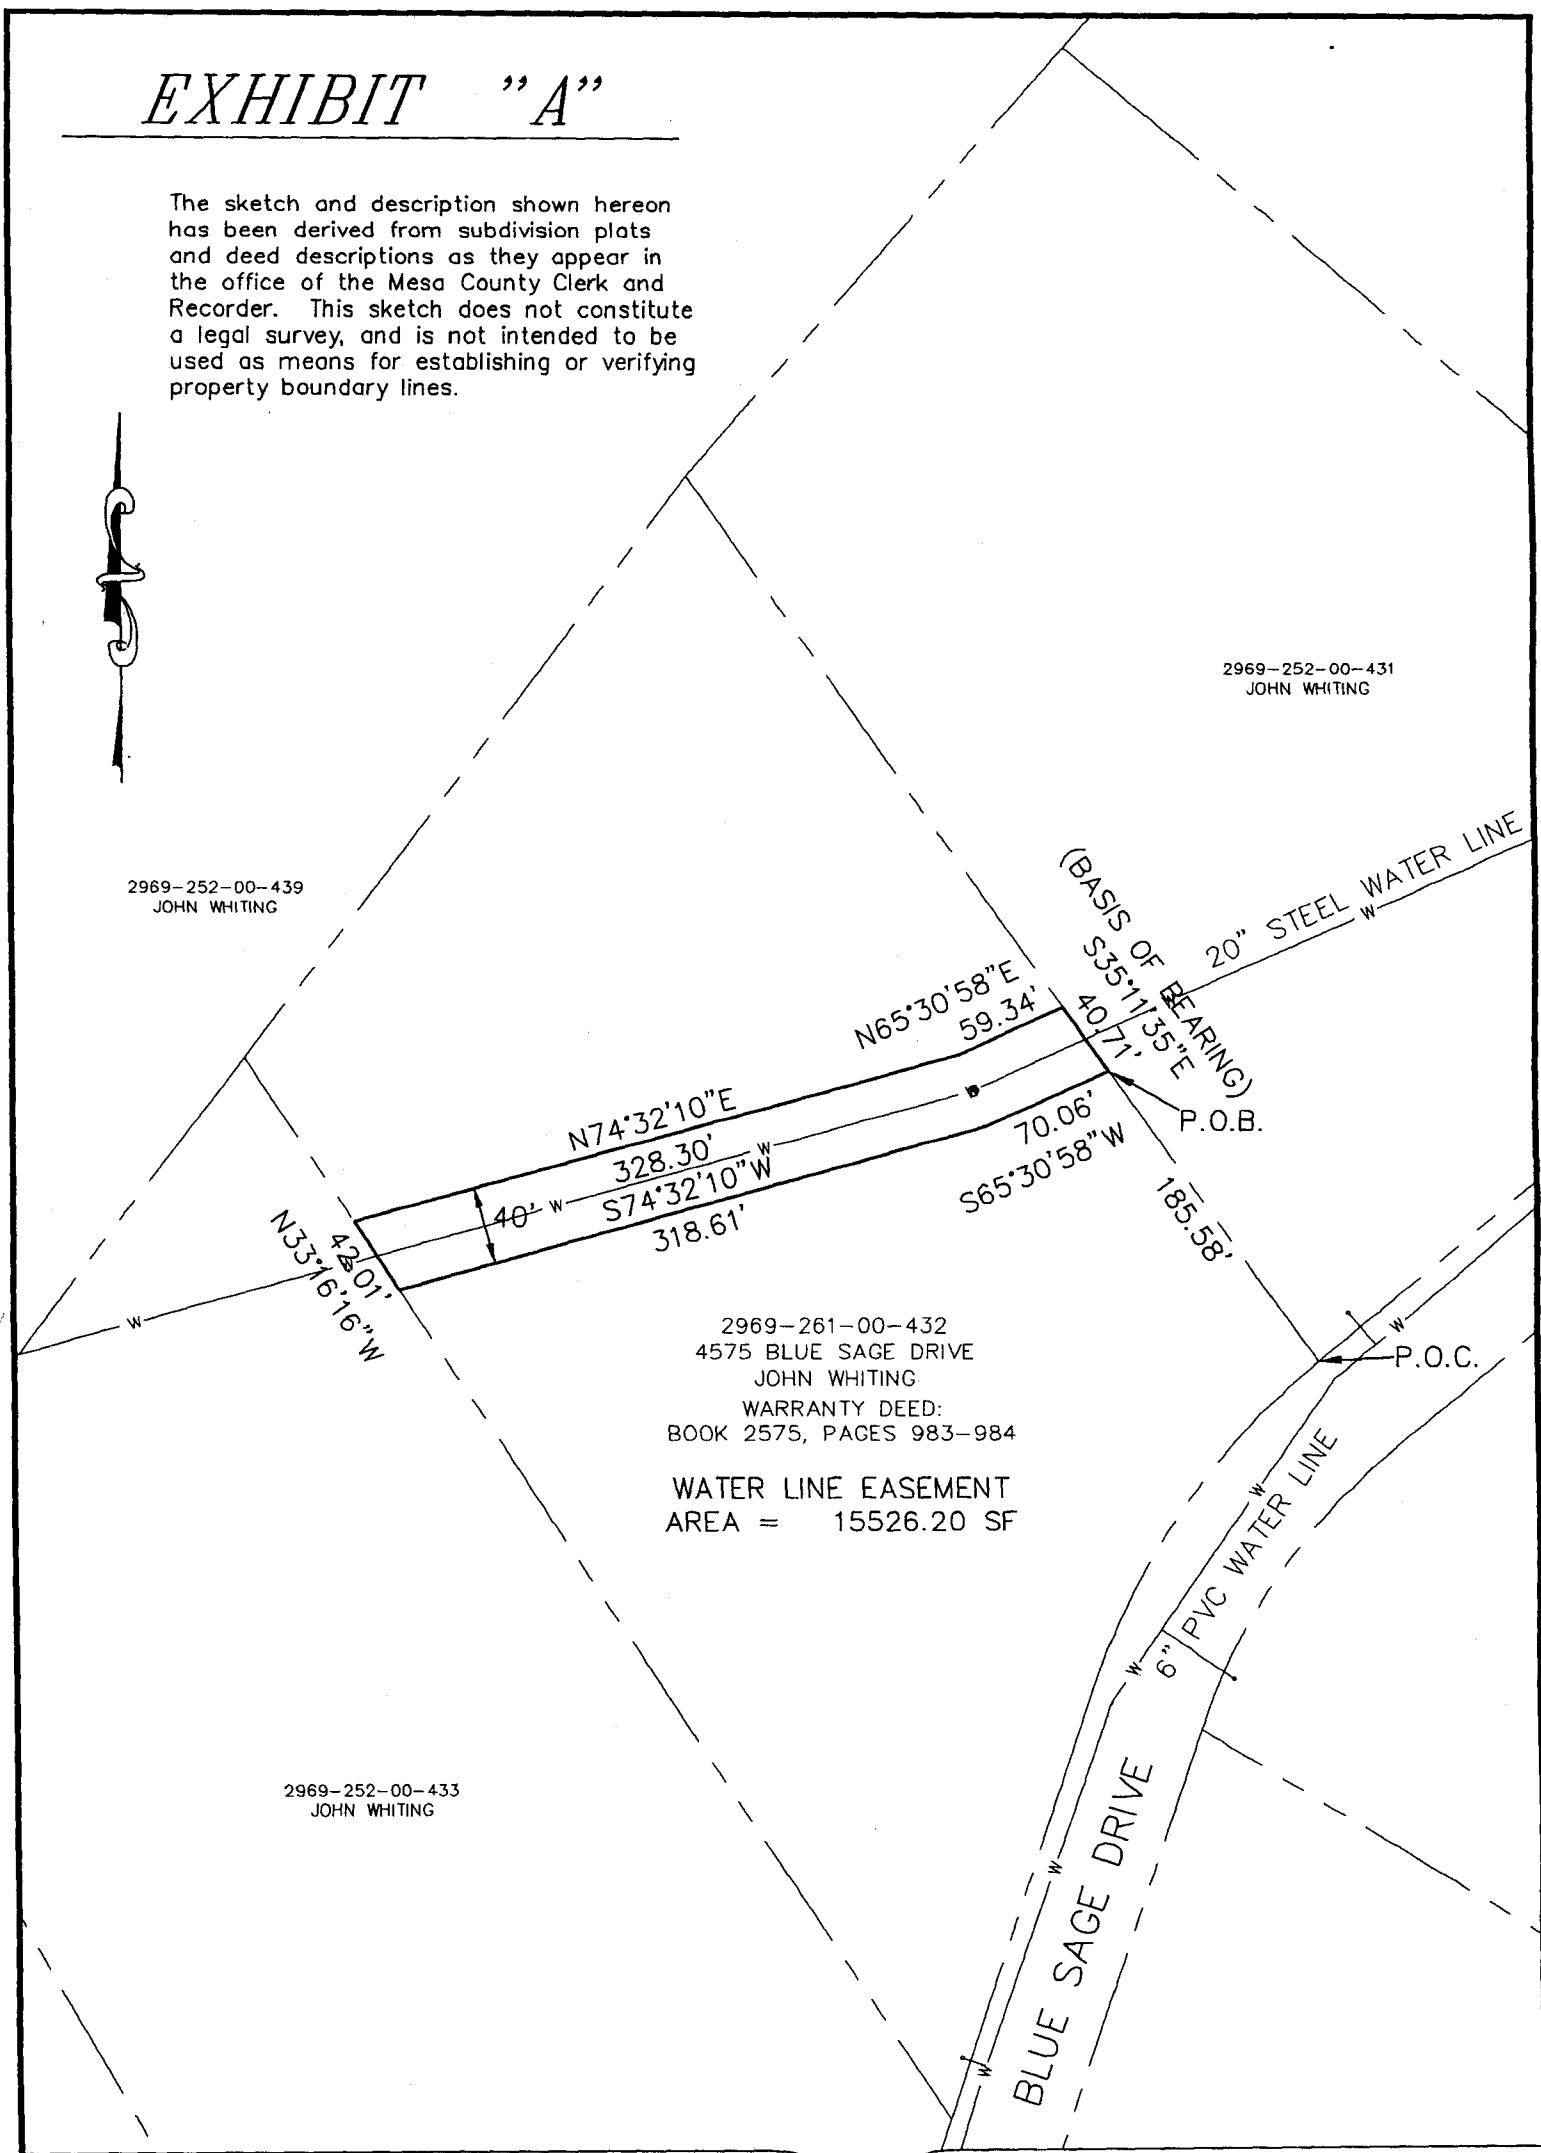 EXHIBIT "A"
The sketch and description shown hereon
has been derived from subdivision plats
and deed descriptions as they appear in
the office of the Mesa County Clerk and
Recorder. This sketch does not constitute
a legal survey, and is not intended to be
used as means for establishing or verifying
property boundary lines.
2969-252-00-431
JOHN WHITING
2969-252-00-439
JOHN WHITING
20" STEEL WATER LINE
W
(BASIS OF BEARING)
S35°11'35"E
40.71'
N65°30'58"E
59.34'
P.O.B.
N74°32'10"E
328.30'
W
S74°32'10"W
318.61'
70.06'
S65°30'58"W
40'
W
185.58'
42.01'
N33°16'16"W
W
W
P.O.C.
2969-261-00-432
4575 BLUE SAGE DRIVE
JOHN WHITING
WARRANTY DEED:
BOOK 2575, PAGES 983-984
WATER LINE EASEMENT
AREA = 15526.20 SF
W
6" PVC WATER LINE
W
2969-252-00-433
JOHN WHITING
W
BLUE SAGE DRIVE
W